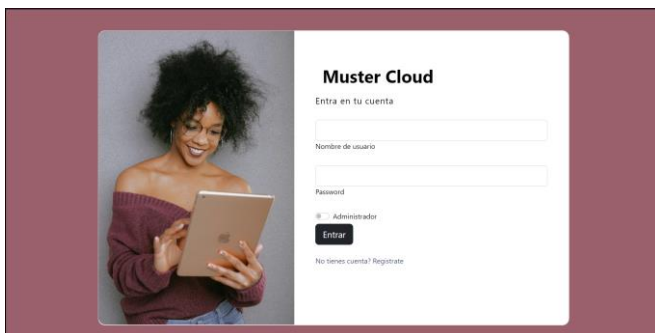 Muster Cloud
Entra en tu cuenta
Nombre de usuario
Password
Administrador
Entrar
No tienes cuenta? Registrate